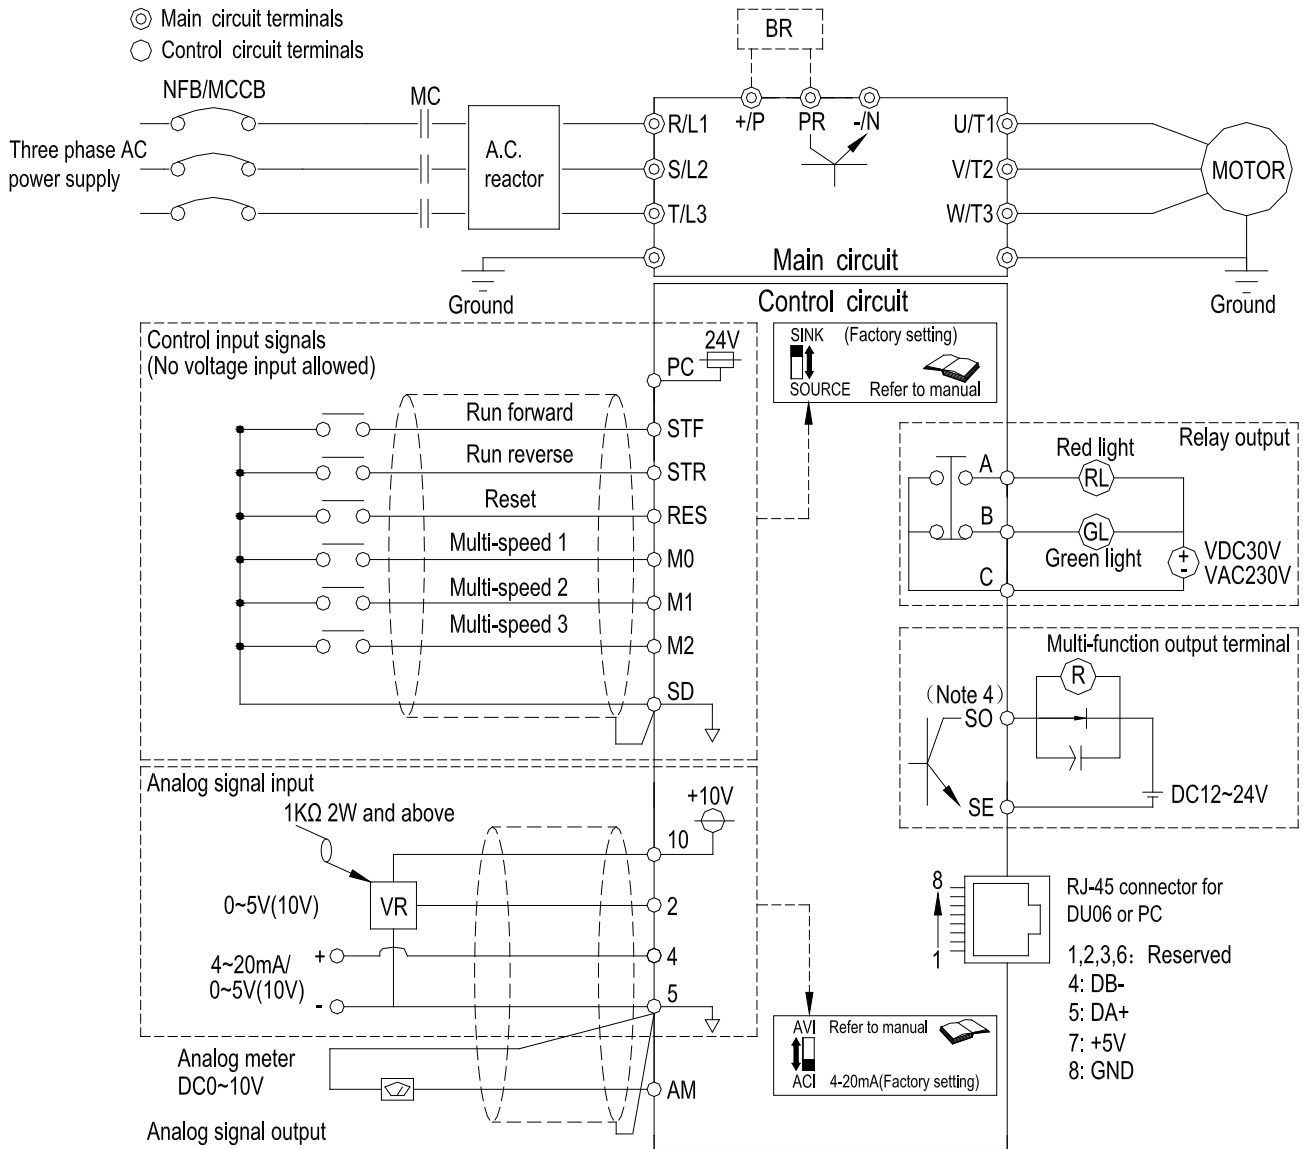 Main circuit terminals
Control circuit terminals
BR
NFB/MCCB
MC
Three phase AC
power supply
A.C.
reactor
R/L1
S/L2
T/L3
+/P
PR
-/N
U/T1
V/T2
W/T3
MOTOR
Ground
Main circuit
Ground
Control circuit
Control input signals
(No voltage input allowed)
24V
PC
SINK (Factory setting)
SOURCE Refer to manual
Run forward
STF
Run reverse
STR
Reset
RES
Multi-speed 1
M0
Multi-speed 2
M1
Multi-speed 3
M2
SD
Relay output
Red light
A
RL
B
GL
Green light
C
+
-
VDC30V
VAC230V
Multi-function output terminal
R
(Note 4)
SO
SE
DC12~24V
Analog signal input
1KΩ 2W and above
+10V
10
0~5V(10V)
VR
2
4~20mA/
0~5V(10V)
+
4
-
5
8
1
RJ-45 connector for
DU06 or PC
1,2,3,6: Reserved
4: DB-
5: DA+
7: +5V
8: GND
AVI Refer to manual
ACI 4-20mA(Factory setting)
Analog meter
DC0~10V
AM
Analog signal output